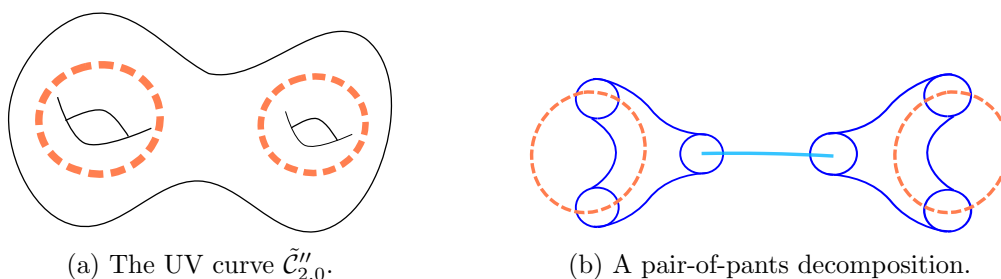 (a) The UV curve $\tilde{\mathcal{C}}''_{2,0}$.
(b) A pair-of-pants decomposition.